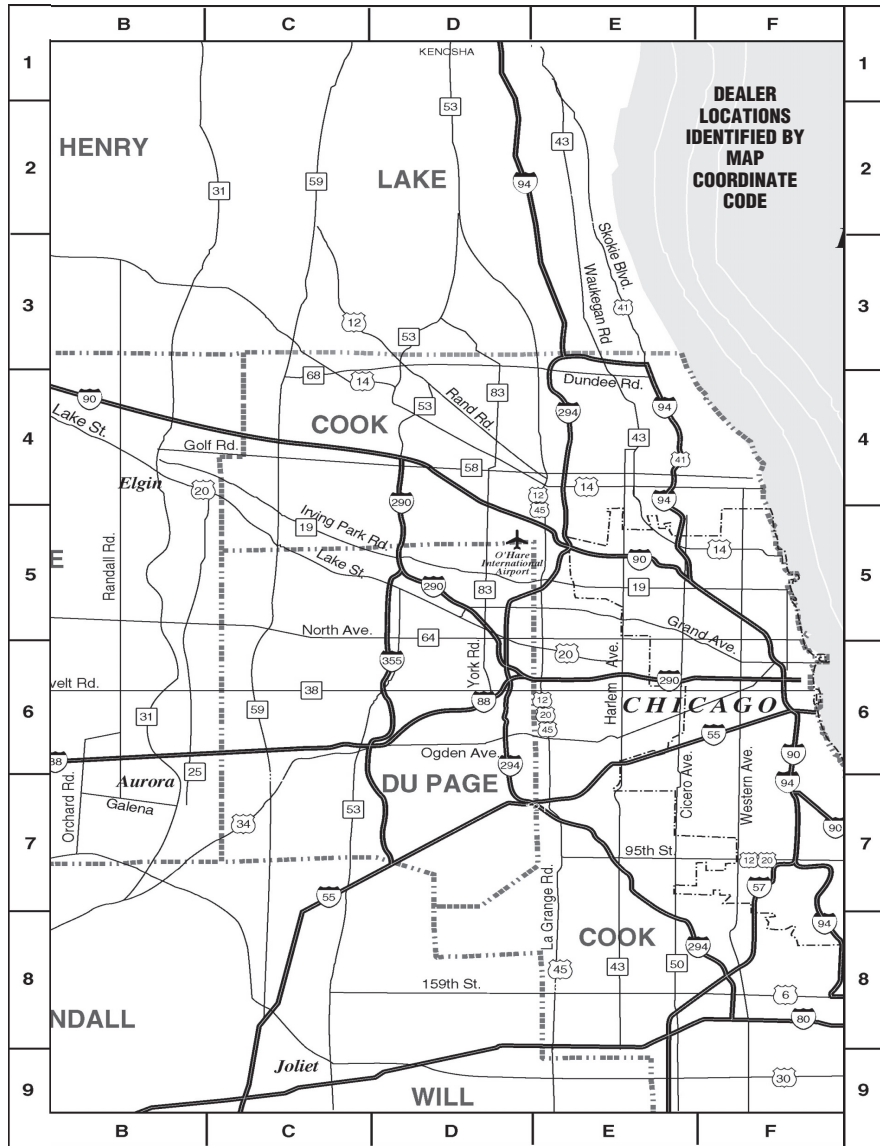 B C D E F
1 1
KENOSHA
DEALER
LOCATIONS
IDENTIFIED BY
MAP
COORDINATE
CODE
53
43
HENRY
2 2
LAKE
31
59
94
Skokie Blvd.
Waukegan Rd
3 3
41
12
53
68
14
83
Dundee Rd.
90
53
Rand Rd.
294
94
Lake St.
COOK
4 4
43
Golf Rd.
58
41
Elgin
20
14
12
45
290
94
19
Irving Park Rd.
O'Hare
International
Airport
14
E
Randall Rd.
Lake St.
90
5 5
290
83
19
North Ave.
64
Grand Ave.
20
355
York Rd.
Harlem Ave.
290
velt Rd.
38
88
12
20
45
CHICAGO
6 6
31
59
55
Ogden Ave.
90
38
294
25
Aurora
DU PAGE
Cicero Ave.
Western Ave.
94
Orchard Rd.
Galena
53
34
90
7 7
95th St.
12 20
55
57
La Grange Rd.
COOK
94
294
45
43
50
8 8
159th St.
6
NDALL
80
Joliet
30
9 9
WILL
B C D E F